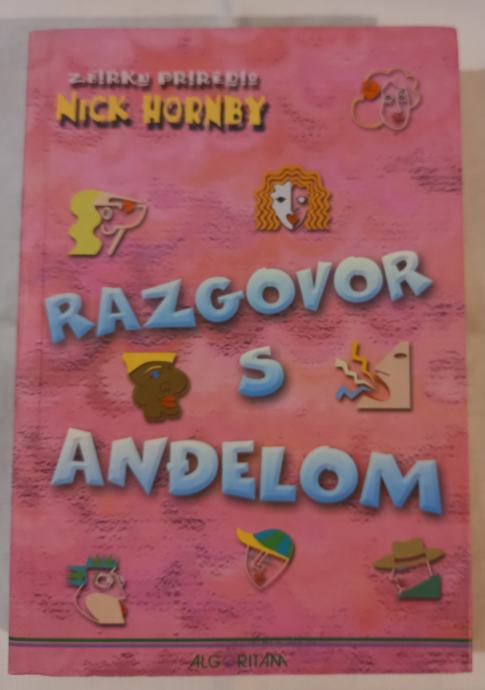 ZBIRKU PRIREDIO
NICK HORNBY
RAZGOVOR
S
ANĐELOM
ALGORITAM